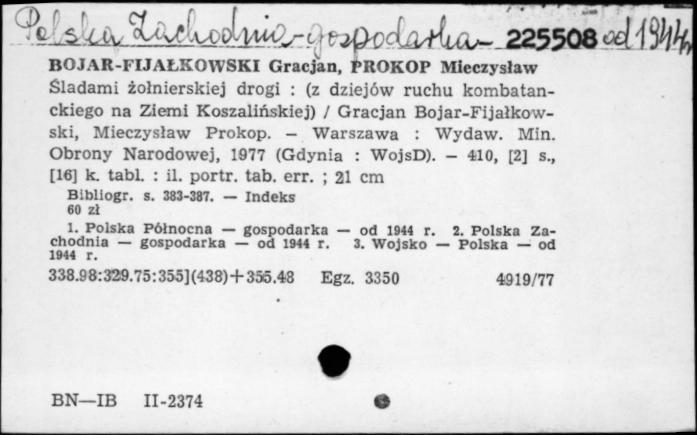 Polska Zachodnia - gospodarka - 225508 od 1944 r.
BOJAR-FIJAŁKOWSKI Gracjan, PROKOP Mieczysław
Śladami żołnierskiej drogi : (z dziejów ruchu kombatan-
ckiego na Ziemi Koszalińskiej) / Gracjan Bojar-Fijałkow-
ski, Mieczysław Prokop. — Warszawa : Wydaw. Min.
Obrony Narodowej, 1977 (Gdynia : WojsD). — 410, [2] s.,
[16] k. tabl. : il. portr. tab. err. ; 21 cm
Bibliogr. s. 383-387. — Indeks
60 zł
1. Polska Północna — gospodarka — od 1944 r. 2. Polska Za-
chodnia — gospodarka — od 1944 r. 3. Wojsko — Polska — od
1944 r.
338.98:329.75:355](438)+355.48 Egz. 3350 4919/77
BN—IB II-2374